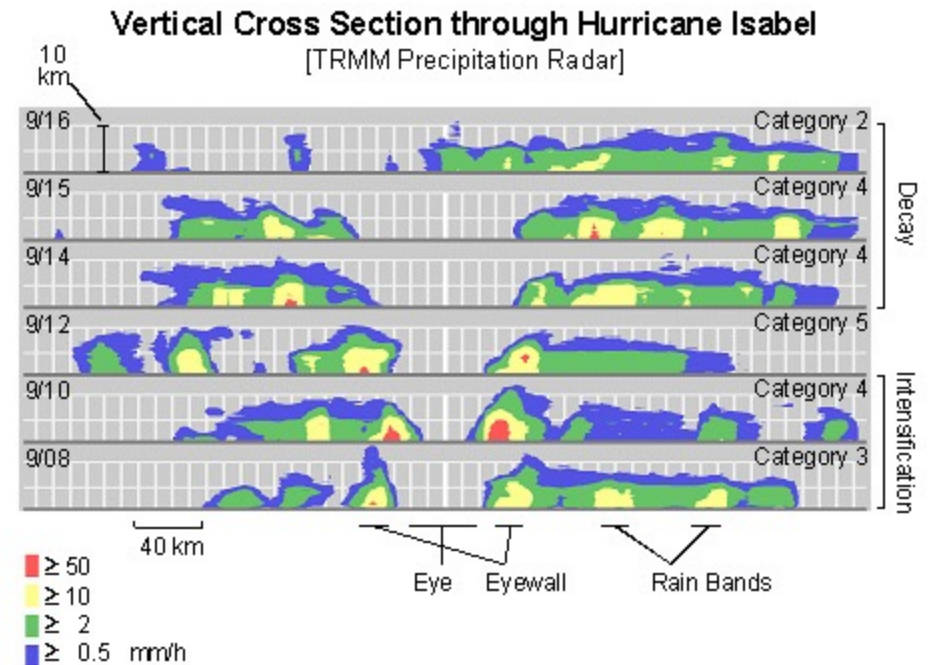 Vertical Cross Section through Hurricane Isabel
[TRMM Precipitation Radar]
10
km
9/16
Category 2
9/15
Category 4
9/14
Category 4
Decay
9/12
Category 5
9/10
Category 4
9/08
Category 3
Intensification
40 km
Eye
Eyewall
Rain Bands
≥ 50
≥ 10
≥ 2
≥ 0.5 mm/h